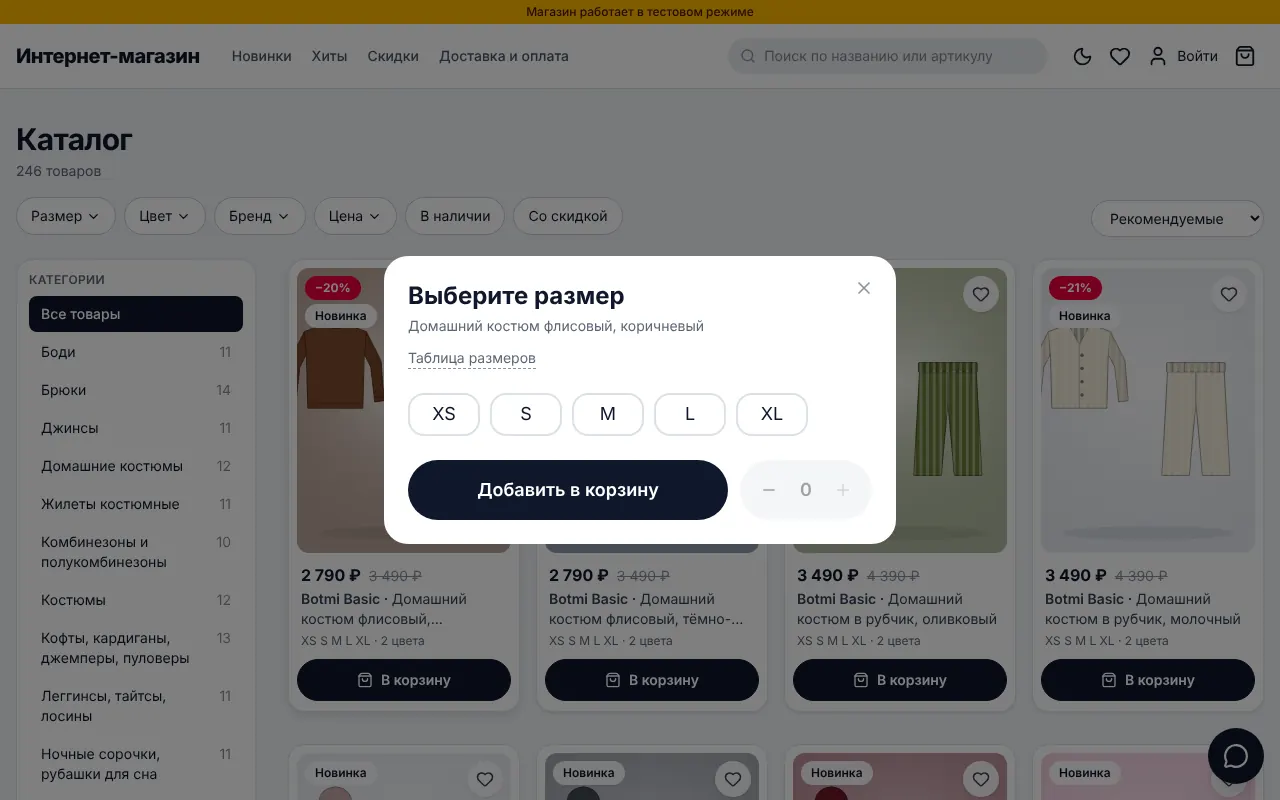 Магазин работает в тестовом режиме
Интернет-магазин
Новинки
Хиты
Скидки
Доставка и оплата
Поиск по названию или артикулу
Войти
Каталог
246 товаров
Размер
Цвет
Бренд
Цена
В наличии
Со скидкой
Рекомендуемые
КАТЕГОРИИ
Все товары
Боди 11
Брюки 14
Джинсы 11
Домашние костюмы 12
Жилеты костюмные 11
Комбинезоны и 10
полукомбинезоны
Костюмы 12
Кофты, кардиганы, 13
джемперы, пуловеры
Леггинсы, тайтсы, 11
лосины
Ночные сорочки, 11
рубашки для сна
−20%
Новинка
−21%
Новинка
Выберите размер
Домашний костюм флисовый, коричневый
Таблица размеров
XS
S
M
L
XL
Добавить в корзину
− 0 +
2 790 ₽ 3 490 ₽
Botmi Basic · Домашний
костюм флисовый,...
XS S M L XL · 2 цвета
В корзину
2 790 ₽ 3 490 ₽
Botmi Basic · Домашний
костюм флисовый, тёмно-...
XS S M L XL · 2 цвета
В корзину
3 490 ₽ 4 390 ₽
Botmi Basic · Домашний
костюм в рубчик, оливковый
XS S M L XL · 2 цвета
В корзину
3 490 ₽ 4 390 ₽
Botmi Basic · Домашний
костюм в рубчик, молочный
XS S M L XL · 2 цвета
В корзину
Новинка
Новинка
Новинка
Новинка